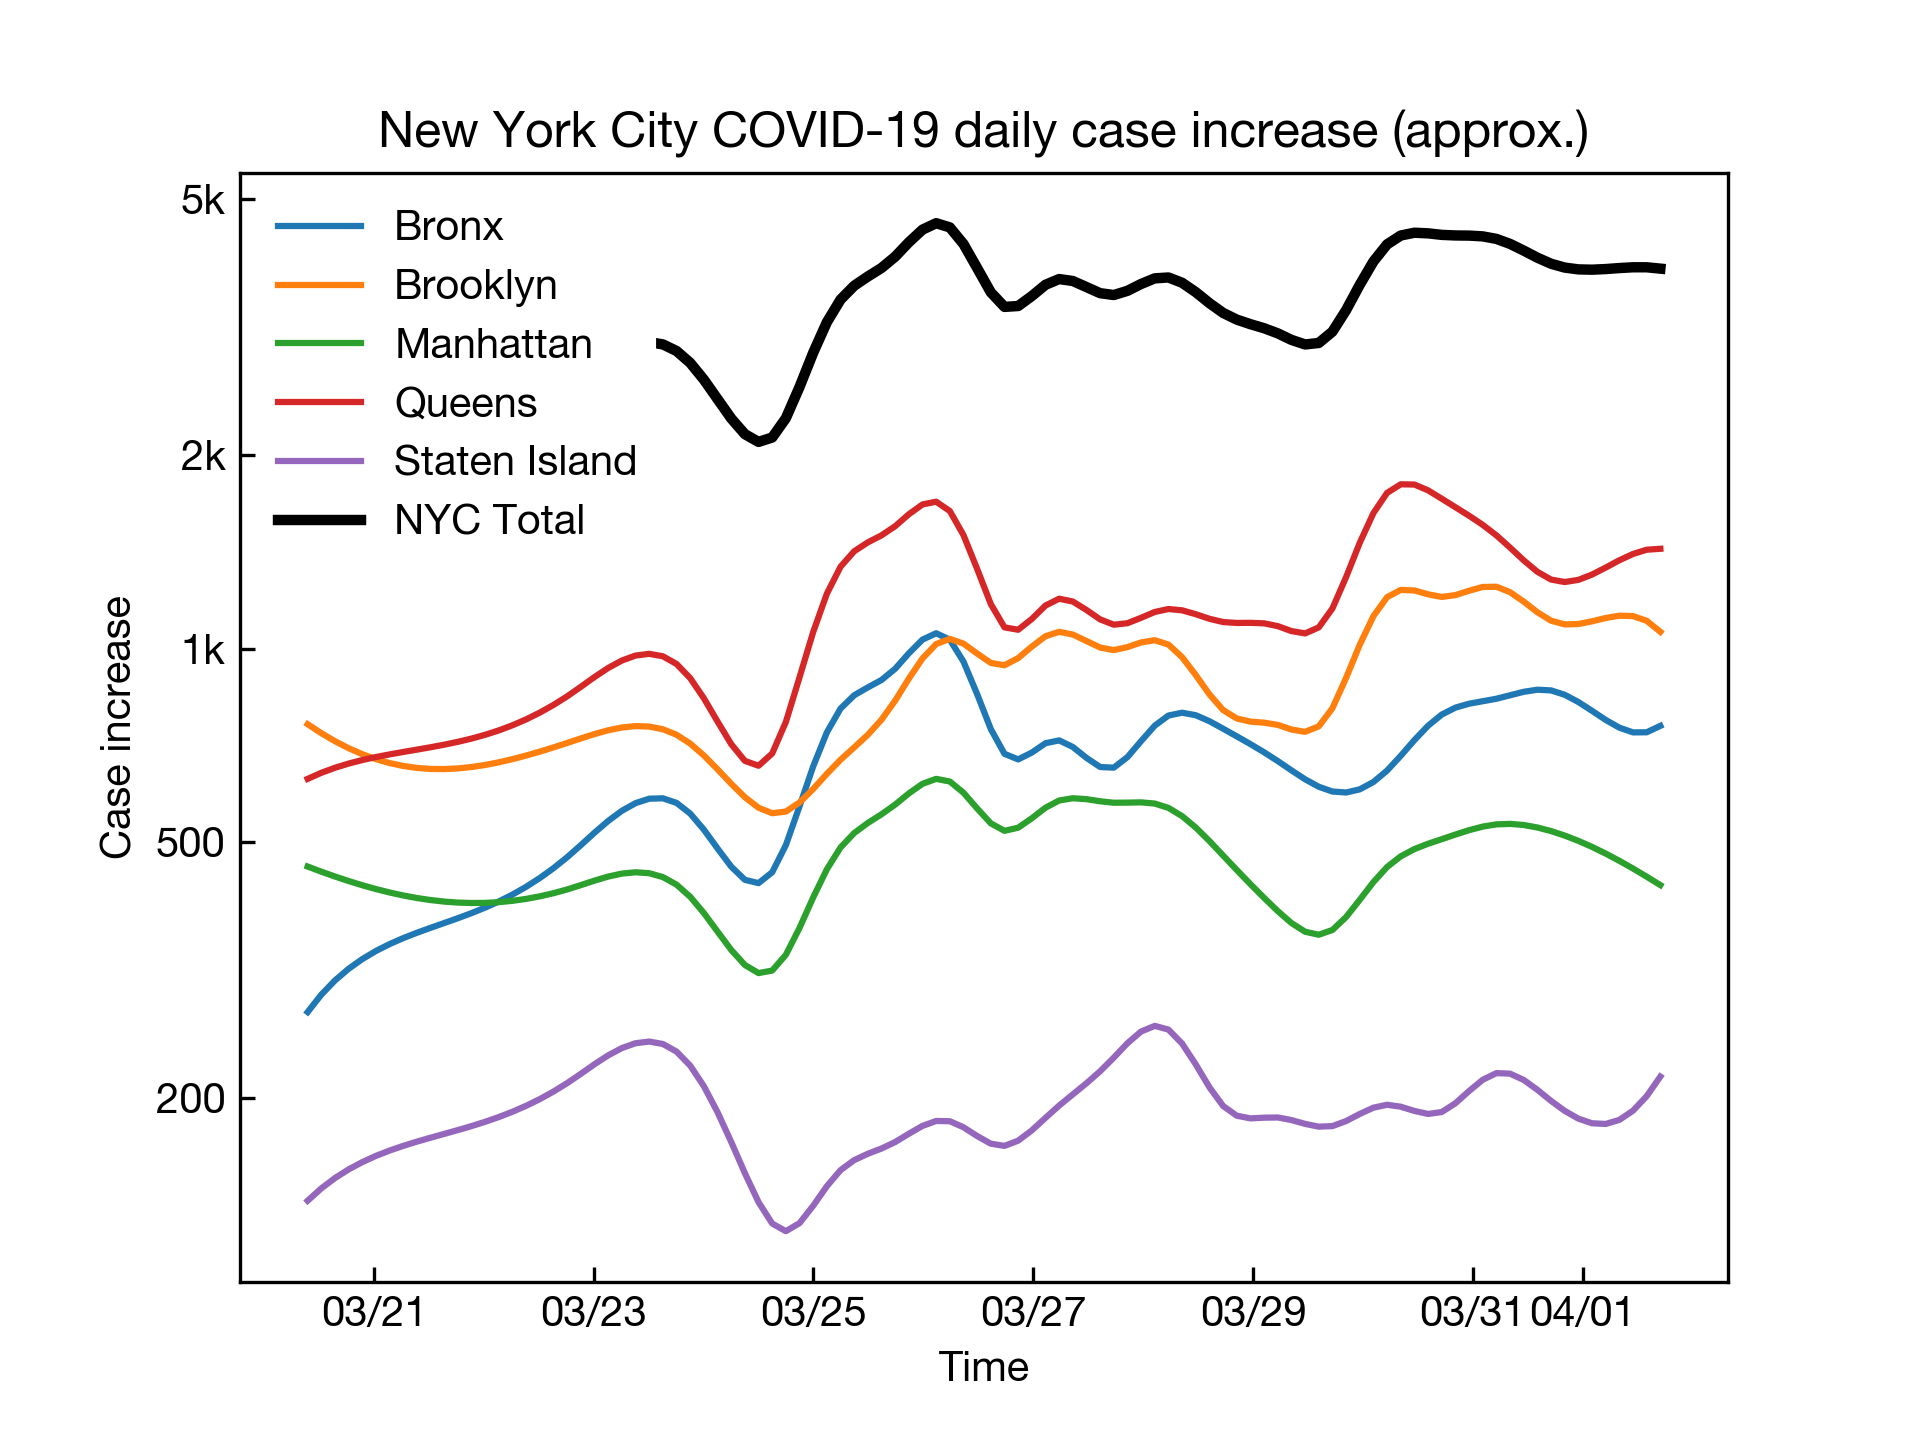 New York City COVID-19 daily case increase (approx.)
5k
2k
1k
500
200
Case increase
Bronx
Brooklyn
Manhattan
Queens
Staten Island
NYC Total
03/21 03/23 03/25 03/27 03/29 03/31 04/01
Time